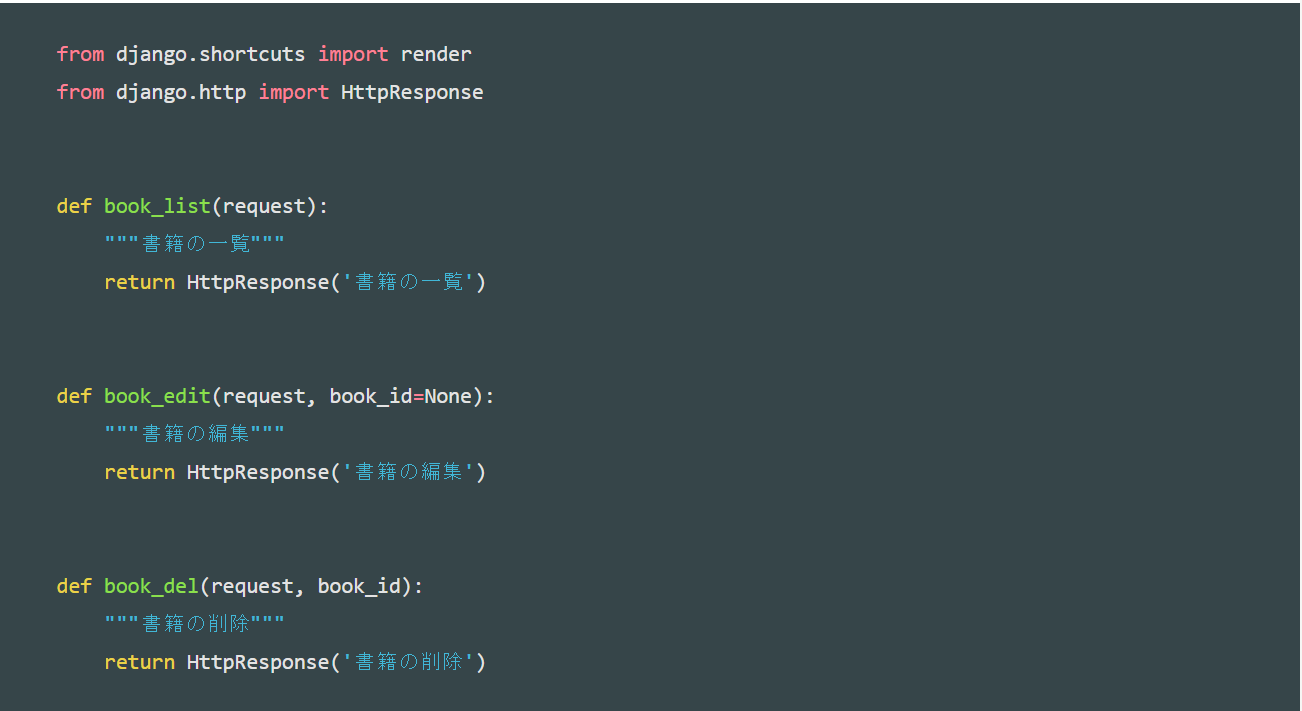 from django.shortcuts import render
from django.http import HttpResponse
def book_list(request):
    """書籍の一覧"""
    return HttpResponse('書籍の一覧')
def book_edit(request, book_id=None):
    """書籍の編集"""
    return HttpResponse('書籍の編集')
def book_del(request, book_id):
    """書籍の削除"""
    return HttpResponse('書籍の削除')